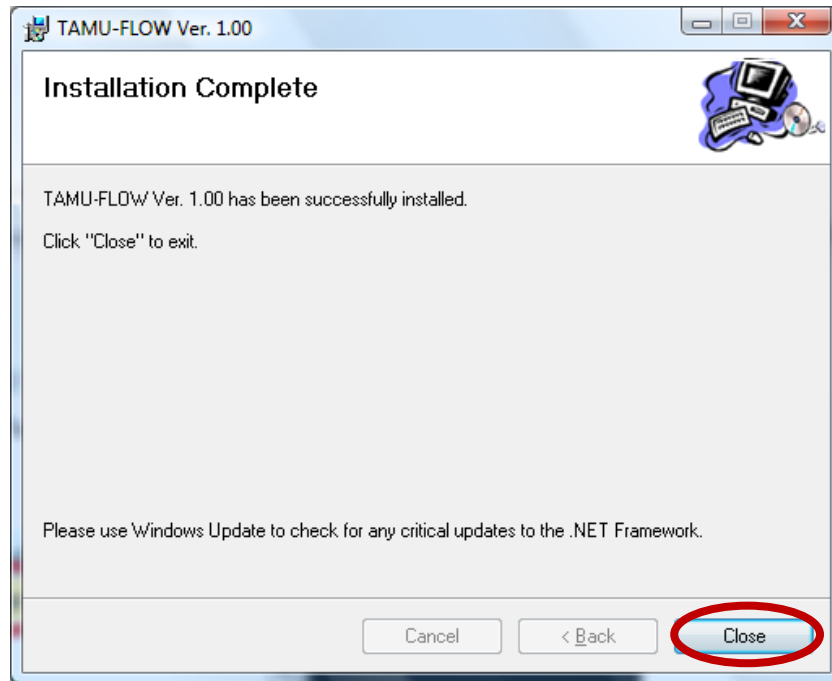 TAMU-FLOW Ver. 1.00
Installation Complete
TAMU-FLOW Ver. 1.00 has been successfully installed.
Click "Close" to exit.
Please use Windows Update to check for any critical updates to the .NET Framework.
Cancel
< Back
Close